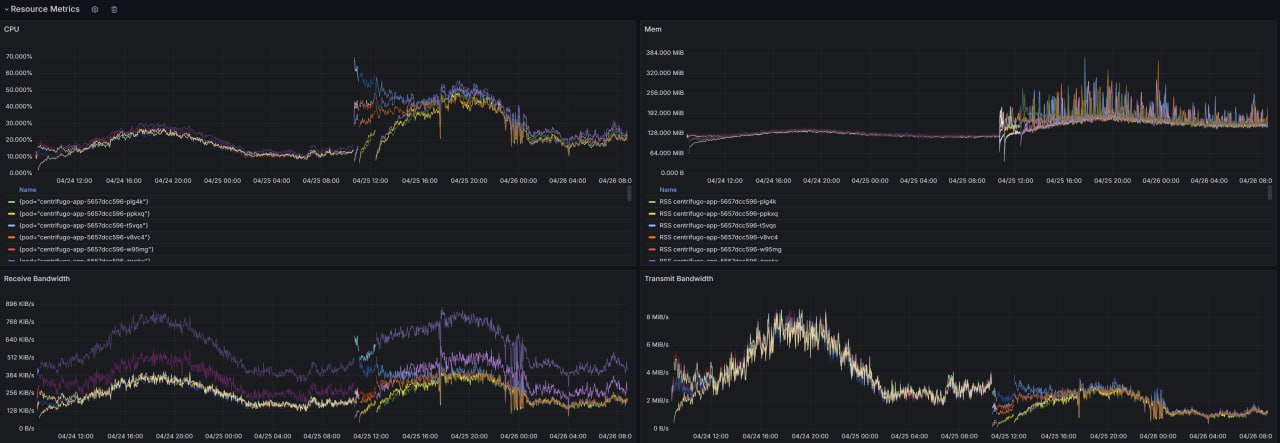 Resource Metrics
CPU
70.000%
60.000%
50.000%
40.000%
30.000%
20.000%
10.000%
0.000%
04/24 12:00 04/24 16:00 04/24 20:00 04/25 00:00 04/25 04:00 04/25 08:00 04/25 12:00 04/25 16:00 04/25 20:00 04/26 00:00 04/26 04:00 04/26 08:0
Name
{pod="centrifugo-app-5657dcc596-plg4k"}
{pod="centrifugo-app-5657dcc596-ppkxq"}
{pod="centrifugo-app-5657dcc596-t5vqs"}
{pod="centrifugo-app-5657dcc596-v8vc4"}
{pod="centrifugo-app-5657dcc596-w95mg"}
Mem
384.000 MiB
320.000 MiB
256.000 MiB
192.000 MiB
128.000 MiB
64.000 MiB
0.000 B
04/24 12:00 04/24 16:00 04/24 20:00 04/25 00:00 04/25 04:00 04/25 08:00 04/25 12:00 04/25 16:00 04/25 20:00 04/26 00:00 04/26 04:00 04/26 08:0
Name
RSS centrifugo-app-5657dcc596-plg4k
RSS centrifugo-app-5657dcc596-ppkxq
RSS centrifugo-app-5657dcc596-t5vqs
RSS centrifugo-app-5657dcc596-v8vc4
RSS centrifugo-app-5657dcc596-w95mg
Receive Bandwidth
896 KiB/s
768 KiB/s
640 KiB/s
512 KiB/s
384 KiB/s
256 KiB/s
128 KiB/s
0 B/s
04/24 12:00 04/24 16:00 04/24 20:00 04/25 00:00 04/25 04:00 04/25 08:00 04/25 12:00 04/25 16:00 04/25 20:00 04/26 00:00 04/26 04:00 04/26 08:0
Transmit Bandwidth
8 MiB/s
6 MiB/s
4 MiB/s
2 MiB/s
0 B/s
04/24 12:00 04/24 16:00 04/24 20:00 04/25 00:00 04/25 04:00 04/25 08:00 04/25 12:00 04/25 16:00 04/25 20:00 04/26 00:00 04/26 04:00 04/26 08:0